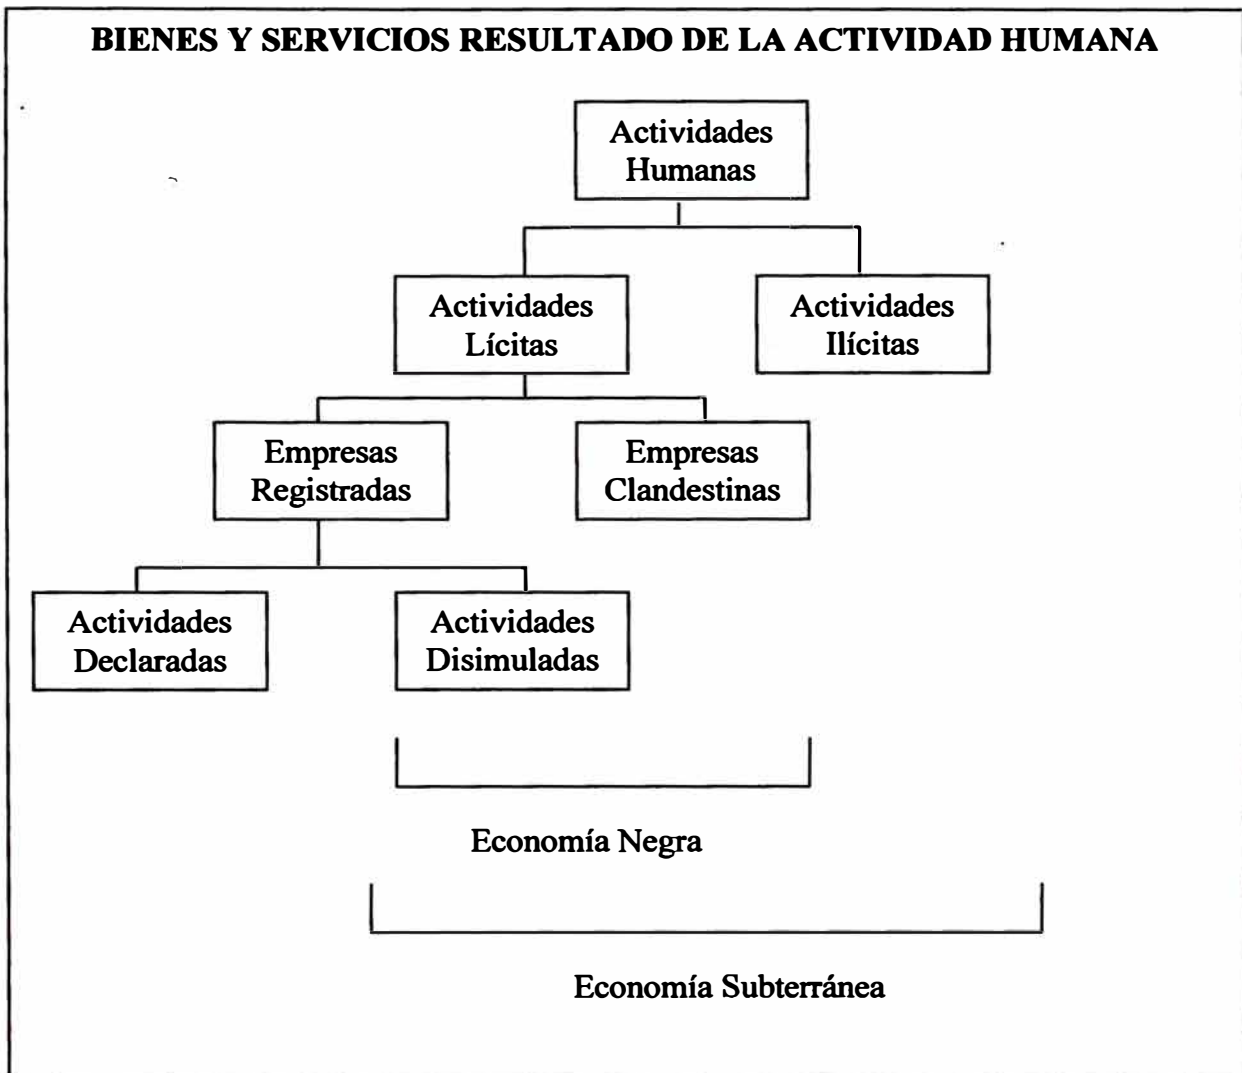 BIENES Y SERVICIOS RESULTADO DE LA ACTIVIDAD HUMANA
Actividades
Humanas
Actividades
Lícitas
Actividades
Ilícitas
Empresas
Registradas
Empresas
Clandestinas
Actividades
Declaradas
Actividades
Disimuladas
Economía Negra
Economía Subterránea